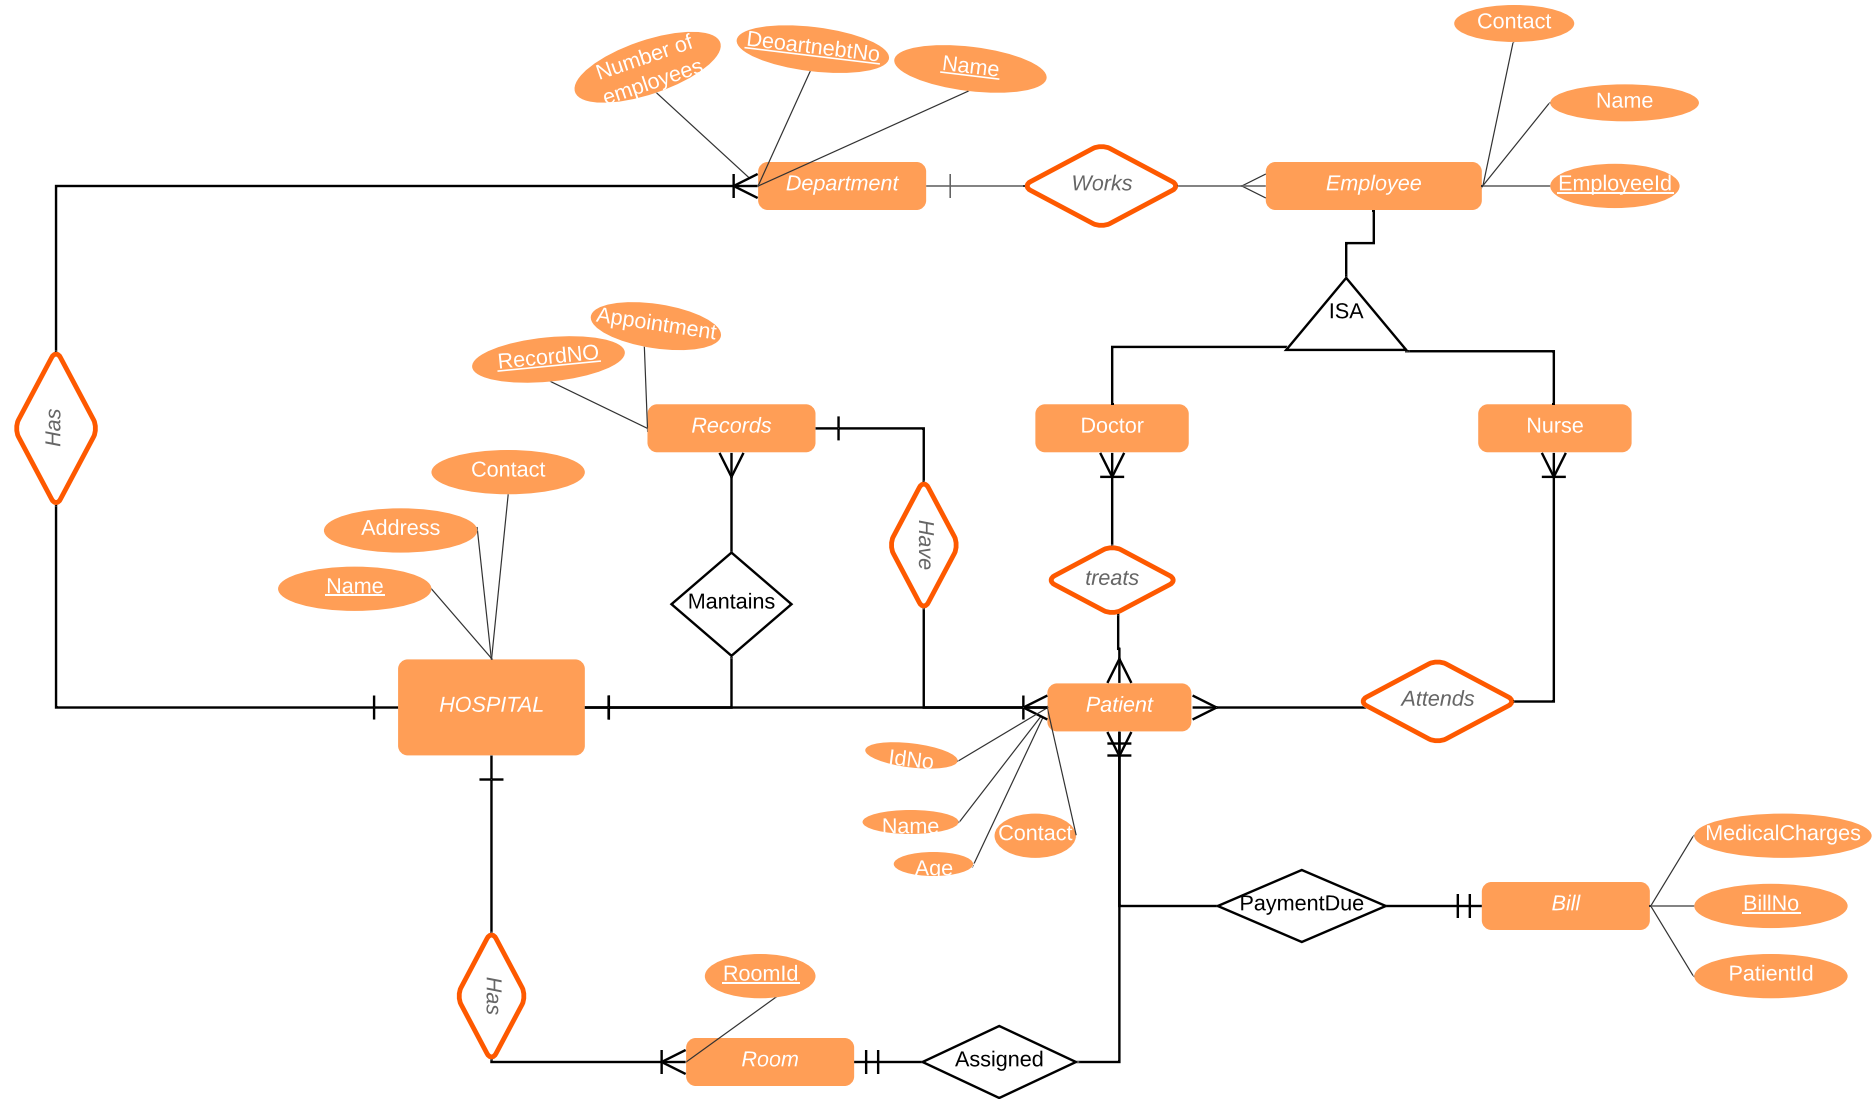 Contact
Number of
employees
DeoartnebtNo
Name
Name
Department
Works
Employee
EmployeeId
ISA
Appointment
RecordNO
Records
Doctor
Nurse
Has
Contact
Address
Have
Name
Mantains
treats
HOSPITAL
Patient
Attends
IdNo
Name
Contact
Age
MedicalCharges
PaymentDue
Bill
BillNo
PatientId
RoomId
Has
Room
Assigned